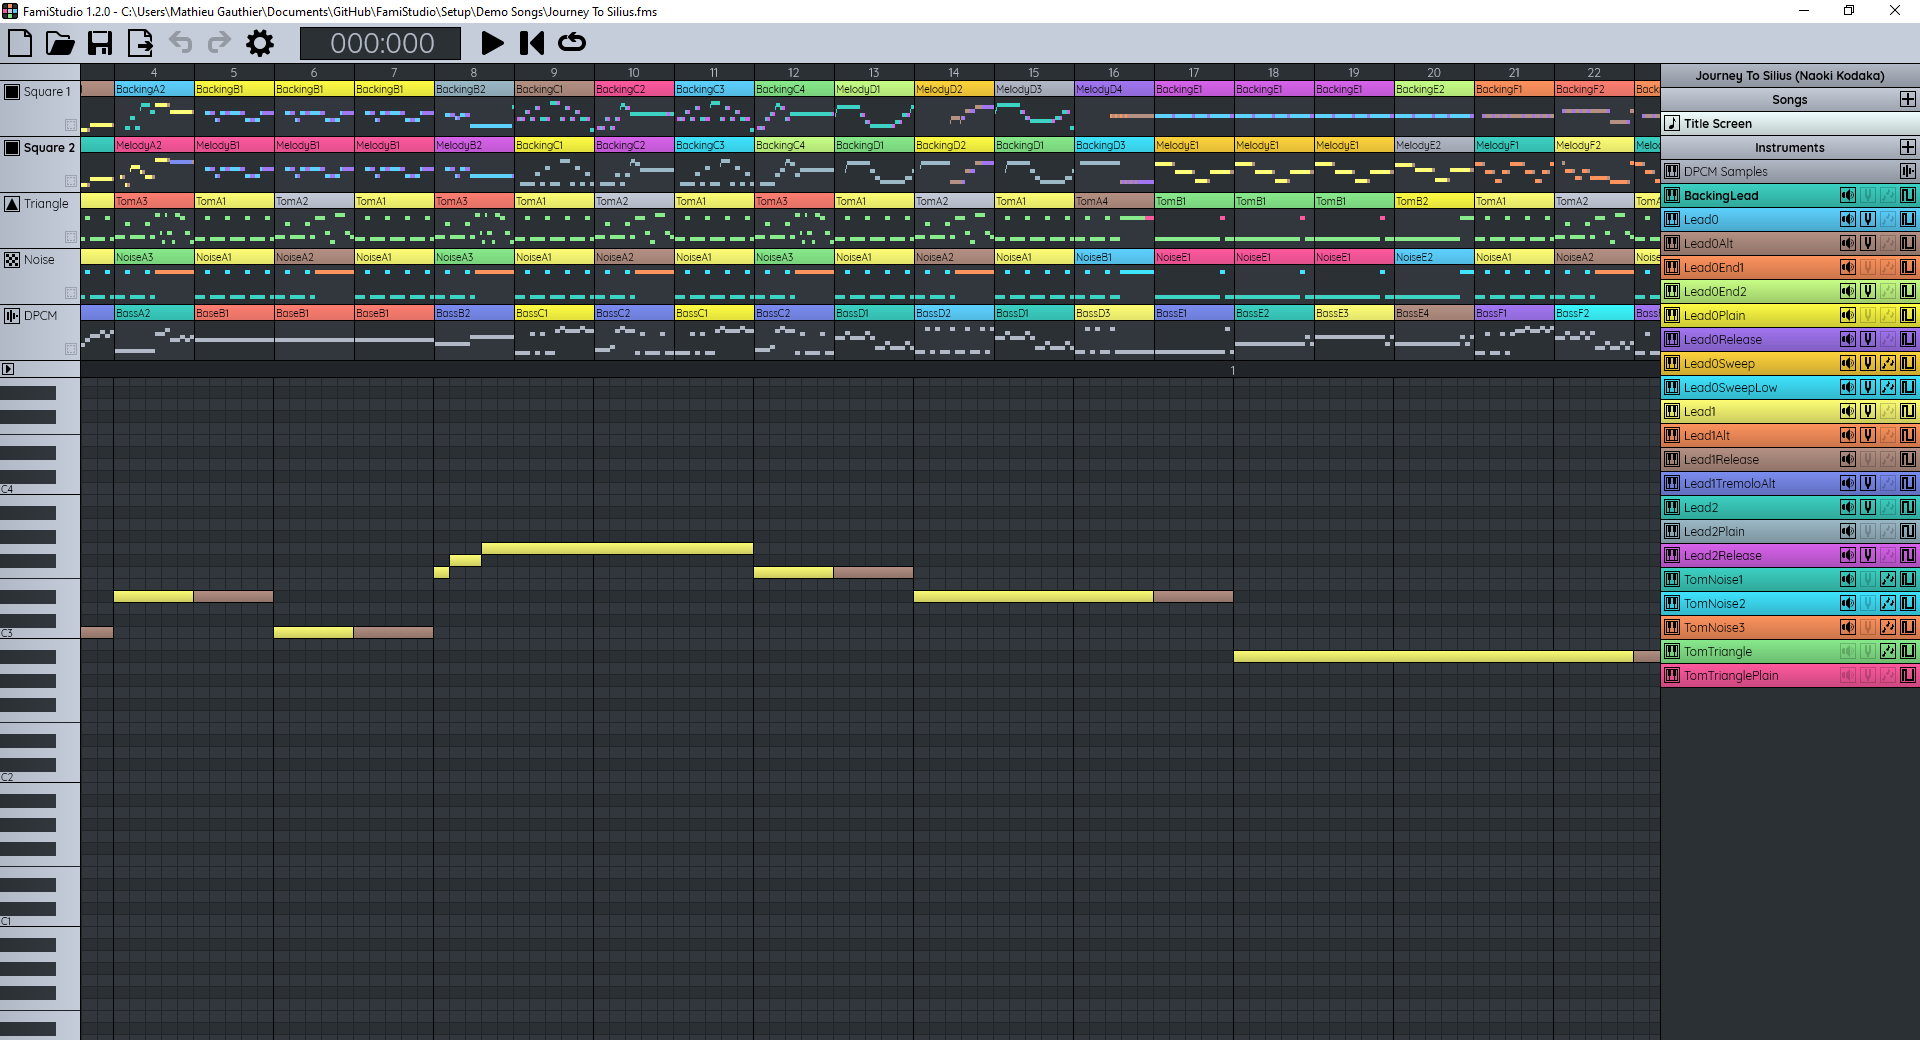 FamiStudio 1.2.0 - C:\Users\Mathieu Gauthier\Documents\GitHub\FamiStudio\Setup\Demo Songs\Journey To Silius.fms
000:000
4 5 6 7 8 9 10 11 12 13 14 15 16 17 18 19 20 21 22
Square 1
BackingA2 BackingB1 BackingB1 BackingB1 BackingB2 BackingC1 BackingC2 BackingC3 BackingC4 MelodyD1 MelodyD2 MelodyD3 MelodyD4 BackingE1 BackingE1 BackingE1 BackingE2 BackingF1 BackingF2 Back
Square 2
MelodyA2 MelodyB1 MelodyB1 MelodyB1 MelodyB2 BackingC1 BackingC2 BackingC3 BackingC4 BackingD1 BackingD2 BackingD1 BackingD3 MelodyE1 MelodyE1 MelodyE1 MelodyE2 MelodyF1 MelodyF2 Melo
Triangle
TomA3 TomA1 TomA2 TomA1 TomA3 TomA1 TomA2 TomA1 TomA3 TomA1 TomA2 TomA1 TomA4 TomB1 TomB1 TomB1 TomB2 TomA1 TomA2 TomA
Noise
NoiseA3 NoiseA1 NoiseA2 NoiseA1 NoiseA3 NoiseA1 NoiseA2 NoiseA1 NoiseA3 NoiseA1 NoiseA2 NoiseA1 NoiseB1 NoiseE1 NoiseE1 NoiseE1 NoiseE2 NoiseA1 NoiseA2 Noise
DPCM
BassA2 BaseB1 BaseB1 BaseB1 BassB2 BassC1 BassC2 BassC1 BassC2 BassD1 BassD2 BassD1 BassD3 BassE1 BassE2 BassE3 BassE4 BassF1 BassF2 Bass
1
C4
C3
C2
C1
Journey To Silius (Naoki Kodaka)
Songs
Title Screen
Instruments
DPCM Samples
BackingLead
Lead0
Lead0Alt
Lead0End1
Lead0End2
Lead0Plain
Lead0Release
Lead0Sweep
Lead0SweepLow
Lead1
Lead1Alt
Lead1Release
Lead1TremoloAlt
Lead2
Lead2Plain
Lead2Release
TomNoise1
TomNoise2
TomNoise3
TomTriangle
TomTrianglePlain